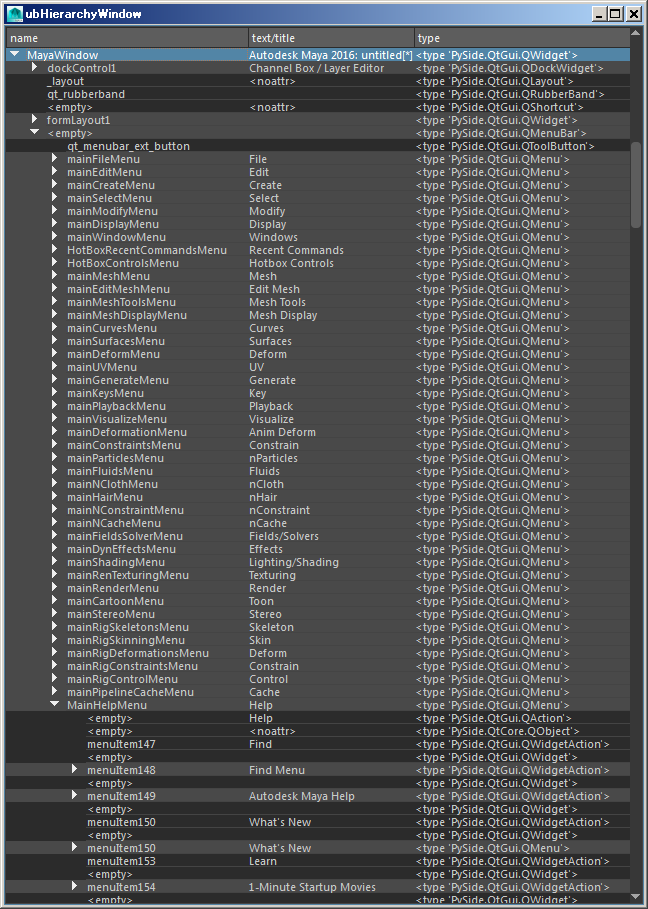 ubHierarchyWindow
name text/title type
MayaWindow Autodesk Maya 2016: untitled[*] <type 'PySide.QtGui.QWidget'>
dockControl1 Channel Box / Layer Editor <type 'PySide.QtGui.QDockWidget'>
_layout <noattr> <type 'PySide.QtGui.QLayout'>
qt_rubberband <type 'PySide.QtGui.QRubberBand'>
<empty> <noattr> <type 'PySide.QtGui.QShortcut'>
formLayout1 <type 'PySide.QtGui.QWidget'>
<empty> <type 'PySide.QtGui.QMenuBar'>
qt_menubar_ext_button <type 'PySide.QtGui.QToolButton'>
mainFileMenu File <type 'PySide.QtGui.QMenu'>
mainEditMenu Edit <type 'PySide.QtGui.QMenu'>
mainCreateMenu Create <type 'PySide.QtGui.QMenu'>
mainSelectMenu Select <type 'PySide.QtGui.QMenu'>
mainModifyMenu Modify <type 'PySide.QtGui.QMenu'>
mainDisplayMenu Display <type 'PySide.QtGui.QMenu'>
mainWindowMenu Windows <type 'PySide.QtGui.QMenu'>
HotBoxRecentCommandsMenu Recent Commands <type 'PySide.QtGui.QMenu'>
HotBoxControlsMenu Hotbox Controls <type 'PySide.QtGui.QMenu'>
mainMeshMenu Mesh <type 'PySide.QtGui.QMenu'>
mainEditMeshMenu Edit Mesh <type 'PySide.QtGui.QMenu'>
mainMeshToolsMenu Mesh Tools <type 'PySide.QtGui.QMenu'>
mainMeshDisplayMenu Mesh Display <type 'PySide.QtGui.QMenu'>
mainCurvesMenu Curves <type 'PySide.QtGui.QMenu'>
mainSurfacesMenu Surfaces <type 'PySide.QtGui.QMenu'>
mainDeformMenu Deform <type 'PySide.QtGui.QMenu'>
mainUVMenu UV <type 'PySide.QtGui.QMenu'>
mainGenerateMenu Generate <type 'PySide.QtGui.QMenu'>
mainKeysMenu Key <type 'PySide.QtGui.QMenu'>
mainPlaybackMenu Playback <type 'PySide.QtGui.QMenu'>
mainVisualizeMenu Visualize <type 'PySide.QtGui.QMenu'>
mainDeformationMenu Anim Deform <type 'PySide.QtGui.QMenu'>
mainConstraintsMenu Constrain <type 'PySide.QtGui.QMenu'>
mainParticlesMenu nParticles <type 'PySide.QtGui.QMenu'>
mainFluidsMenu Fluids <type 'PySide.QtGui.QMenu'>
mainNClothMenu nCloth <type 'PySide.QtGui.QMenu'>
mainHairMenu nHair <type 'PySide.QtGui.QMenu'>
mainNConstraintMenu nConstraint <type 'PySide.QtGui.QMenu'>
mainNCacheMenu nCache <type 'PySide.QtGui.QMenu'>
mainFieldsSolverMenu Fields/Solvers <type 'PySide.QtGui.QMenu'>
mainDynEffectsMenu Effects <type 'PySide.QtGui.QMenu'>
mainShadingMenu Lighting/Shading <type 'PySide.QtGui.QMenu'>
mainRenTexturingMenu Texturing <type 'PySide.QtGui.QMenu'>
mainRenderMenu Render <type 'PySide.QtGui.QMenu'>
mainCartoonMenu Toon <type 'PySide.QtGui.QMenu'>
mainStereoMenu Stereo <type 'PySide.QtGui.QMenu'>
mainRigSkeletonsMenu Skeleton <type 'PySide.QtGui.QMenu'>
mainRigSkinningMenu Skin <type 'PySide.QtGui.QMenu'>
mainRigDeformationsMenu Deform <type 'PySide.QtGui.QMenu'>
mainRigConstraintsMenu Constrain <type 'PySide.QtGui.QMenu'>
mainRigControlMenu Control <type 'PySide.QtGui.QMenu'>
mainPipelineCacheMenu Cache <type 'PySide.QtGui.QMenu'>
MainHelpMenu Help <type 'PySide.QtGui.QMenu'>
<empty> Help <type 'PySide.QtGui.QAction'>
<empty> <noattr> <type 'PySide.QtCore.QObject'>
menuItem147 Find <type 'PySide.QtGui.QWidgetAction'>
<empty> <type 'PySide.QtGui.QWidget'>
menuItem148 Find Menu <type 'PySide.QtGui.QWidgetAction'>
<empty> <type 'PySide.QtGui.QWidget'>
menuItem149 Autodesk Maya Help <type 'PySide.QtGui.QWidgetAction'>
<empty> <type 'PySide.QtGui.QWidget'>
menuItem150 What's New <type 'PySide.QtGui.QWidgetAction'>
<empty> <type 'PySide.QtGui.QWidget'>
menuItem150 What's New <type 'PySide.QtGui.QMenu'>
menuItem153 Learn <type 'PySide.QtGui.QWidgetAction'>
<empty> <type 'PySide.QtGui.QWidget'>
menuItem154 1-Minute Startup Movies <type 'PySide.QtGui.QWidgetAction'>
<empty> <type 'PySide.QtGui.QWidget'>